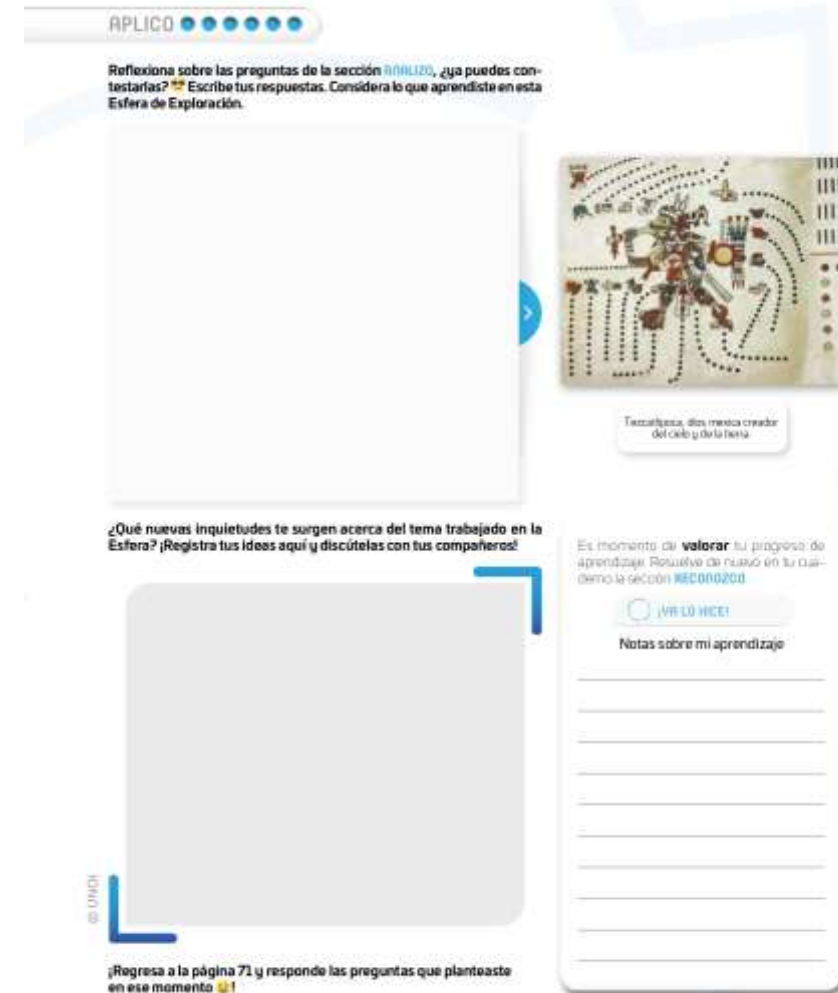 APLICO
Reflexiona sobre las preguntas de la sección ANALIZO, ¿ya puedes con-
testarlas? Escribe tus respuestas. Considera lo que aprendiste en esta
Esfera de Exploración.
Tezcatlipoca, dios mexica creador
del cielo y de la tierra.
¿Qué nuevas inquietudes te surgen acerca del tema trabajado en la
Esfera? ¡Registra tus ideas aquí y discútelas con tus compañeros!
Es momento de valorar tu progreso de
aprendizaje. Resuelve de nuevo en tu cua-
derno la sección RECONOZCO.
¡YA LO HICE!
Notas sobre mi aprendizaje
© UNOI
¡Regresa a la página 71 y responde las preguntas que planteaste
en ese momento !